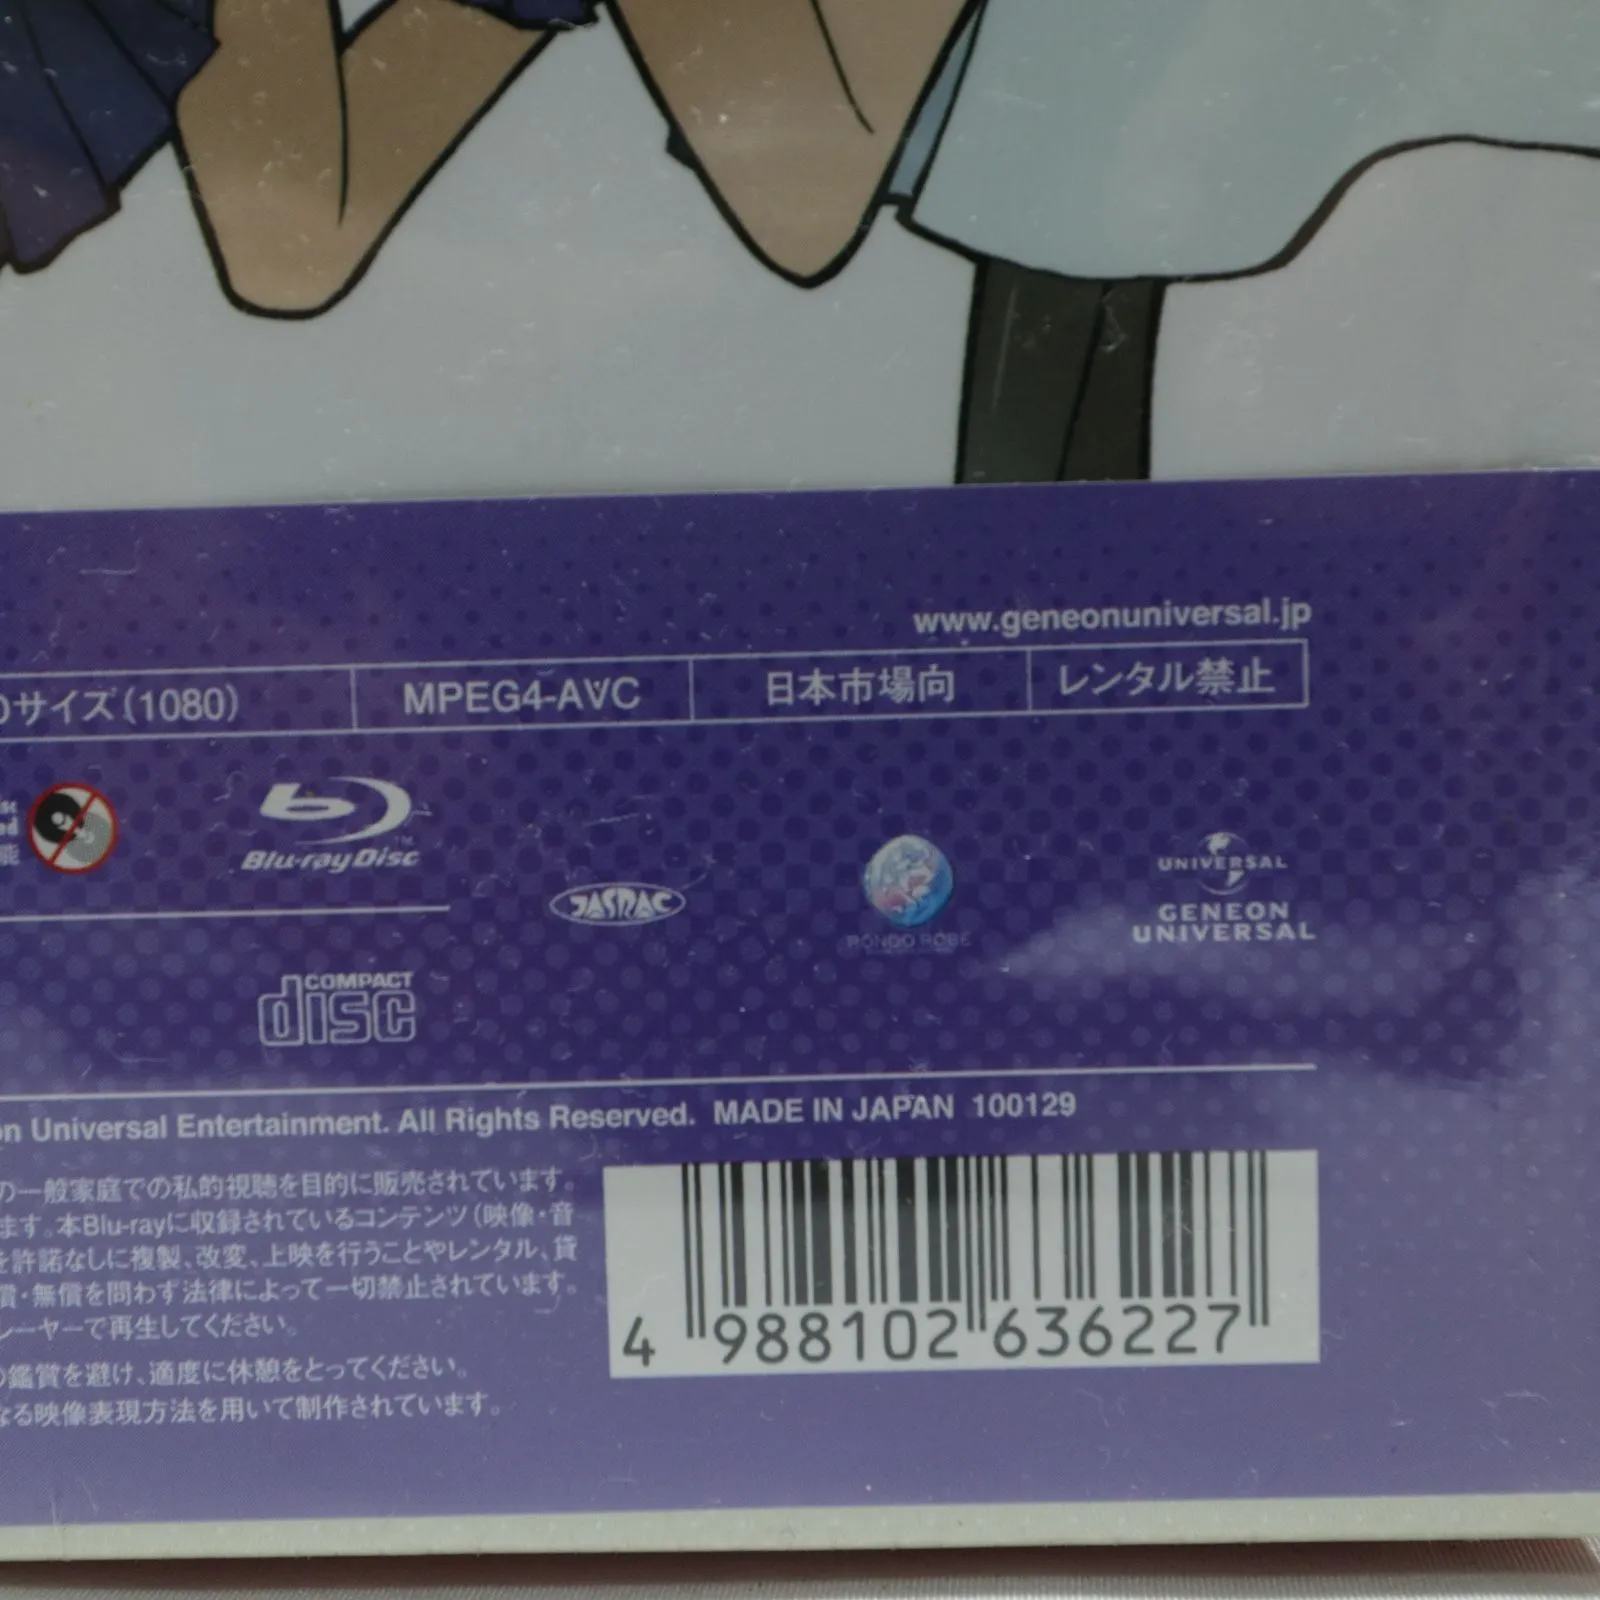 www.geneonuniversal.jp
サイズ(1080) MPEG4-AVC 日本市場向 レンタル禁止
能
Blu-ray Disc
JASRAC
RONDO ROBE
UNIVERSAL
GENEON
UNIVERSAL
COMPACT
disc
Universal Entertainment. All Rights Reserved. MADE IN JAPAN 100129
の一般家庭での私的視聴を目的に販売されています。
ます。本Blu-rayに収録されているコンテンツ(映像・音
を許諾なしに複製、改変、上映を行うことやレンタル、貸
償・無償を問わず法律によって一切禁止されています。
レーヤーで再生してください。
の鑑賞を避け、適度に休憩をとってください。
なる映像表現方法を用いて制作されています。
4 988102 636227